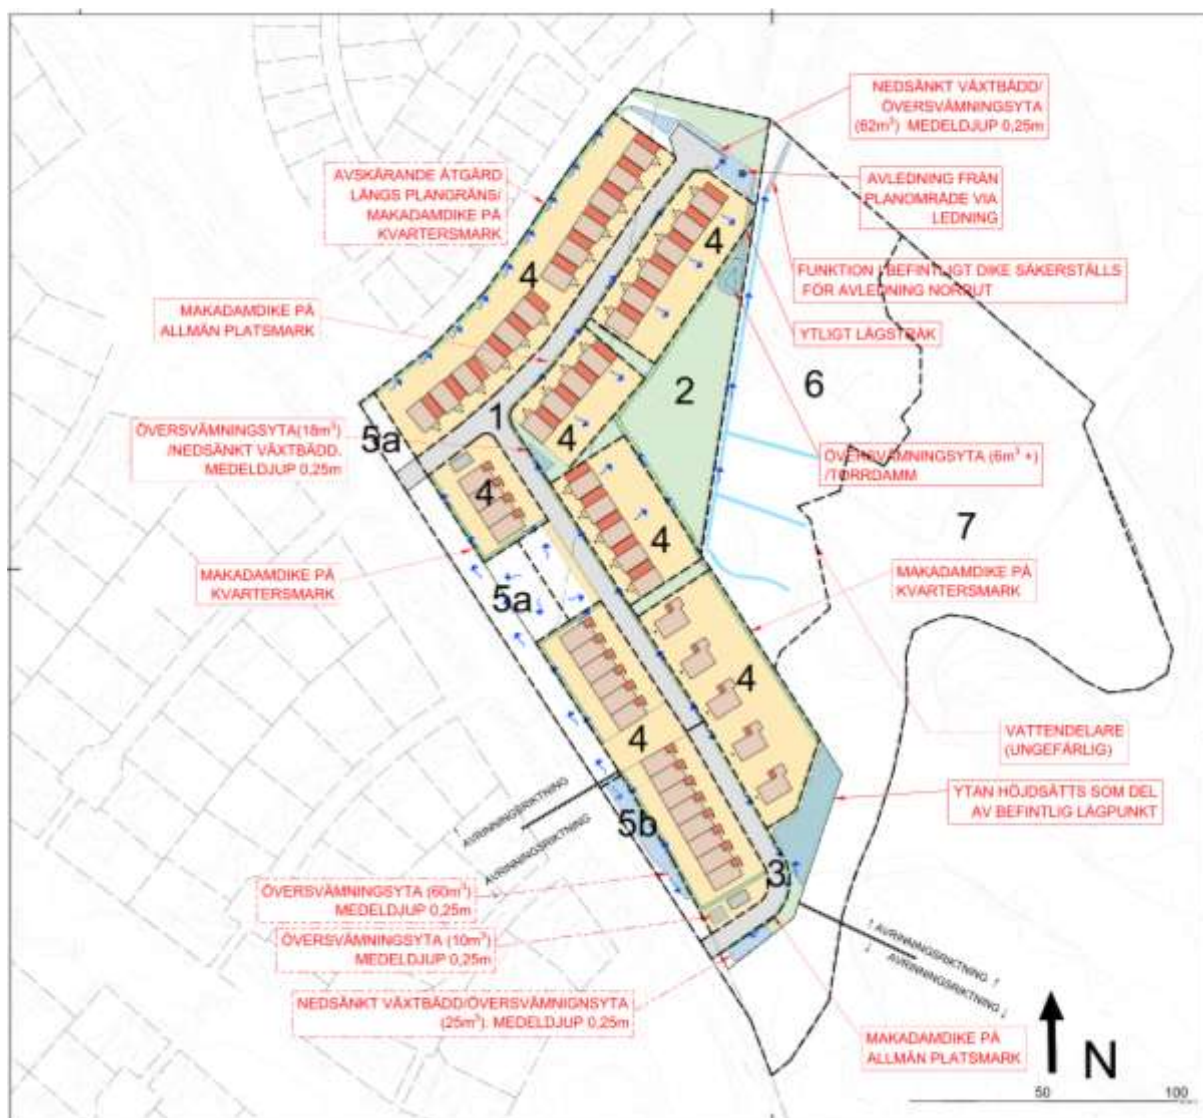 NEDSÄNKT VÄXTBÄDD/
ÖVERSVÄMNINGSYTA
(62m³) MEDELDJUP 0,25m
AVSKÄRANDE ÅTGÄRD
LÄNGS PLANGRÄNS/
MAKADAMDIKE PÅ
KVARTERSMARK
AVLEDNING FRÅN
PLANOMRÅDE VIA
LEDNING
4
4
FUNKTION I BEFINTLIGT DIKE SÄKERSTÄLLS
FÖR AVLEDNING NORRUT
MAKADAMDIKE PÅ
ALLMÄN PLATSMARK
YTLIGT LÅGSTRÅK
6
2
1
5a
4
ÖVERSVÄMNINGSYTA(18m³)
/NEDSÄNKT VÄXTBÄDD.
MEDELDJUP 0,25m
ÖVERSVÄMNINGSYTA (6m³ +)
/TORRDAMM
4
7
4
MAKADAMDIKE PÅ
KVARTERSMARK
MAKADAMDIKE PÅ
KVARTERSMARK
5a
4
4
VATTENDELARE
(UNGEFÄRLIG)
YTAN HÖJDSÄTTS SOM DEL
AV BEFINTLIG LÅGPUNKT
↑ AVRINNINGSRIKTNING
AVRINNINGSRIKTNING
↓
5b
3
ÖVERSVÄMNINGSYTA (60m³)
MEDELDJUP 0,25m
ÖVERSVÄMNINGSYTA (10m³)
MEDELDJUP 0,25m
↑ AVRINNINGSRIKTNING ↑
↓ AVRINNINGSRIKTNING ↓
NEDSÄNKT VÄXTBÄDD/ÖVERSVÄMNIGNSYTA
(25m³). MEDELDJUP 0,25m
MAKADAMDIKE PÅ
ALLMÄN PLATSMARK
N
50
100